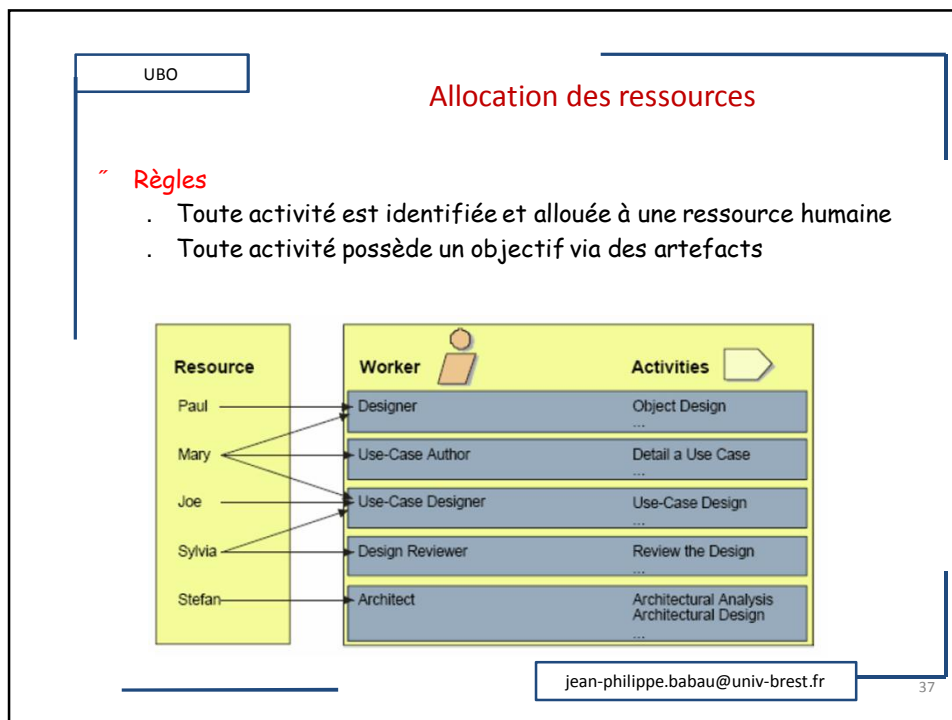 UBO
Allocation des ressources
˝ Règles
. Toute activité est identifiée et allouée à une ressource humaine
. Toute activité possède un objectif via des artefacts
Resource Worker Activities
Paul Designer Object Design
...
Mary Use-Case Author Detail a Use Case
...
Joe Use-Case Designer Use-Case Design
...
Sylvia Design Reviewer Review the Design
...
Stefan Architect Architectural Analysis
Architectural Design
...
jean-philippe.babau@univ-brest.fr
37